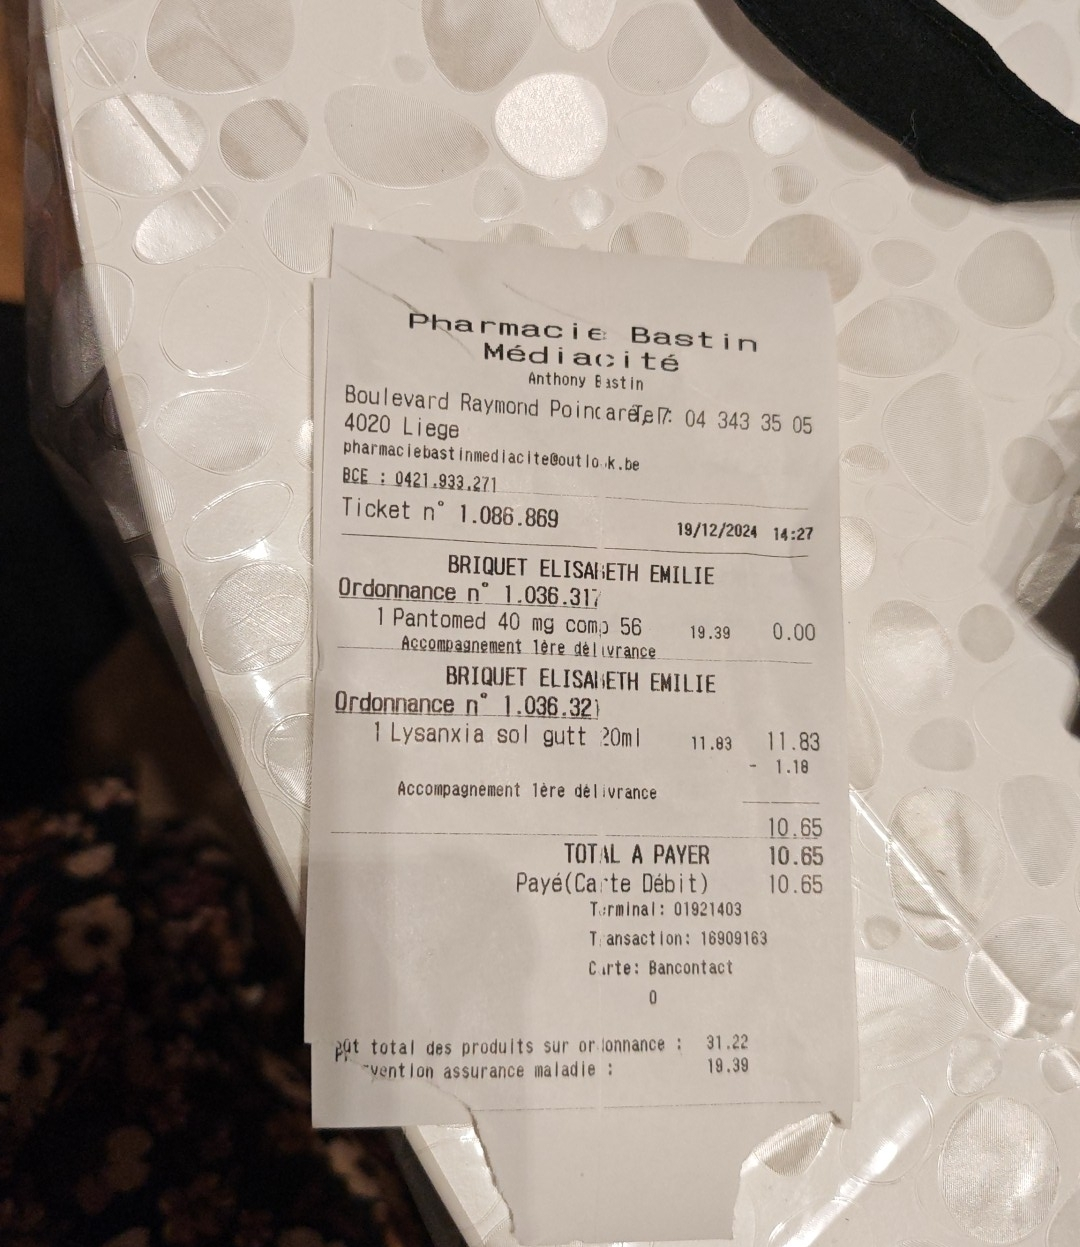 Pharmacie Bastin
Médiacité
Anthony Bastin
Boulevard Raymond Poincaré, 7 Tel: 04 343 35 05
4020 Liege
pharmaciebastinmediacite@outlook.be
BCE : 0421.933.271
Ticket n° 1.086.869 19/12/2024 14:27
BRIQUET ELISABETH EMILIE
Ordonnance n° 1.036.317
1 Pantomed 40 mg comp 56 19.39 0.00
Accompagnement 1ère délivrance
BRIQUET ELISABETH EMILIE
Ordonnance n° 1.036.321
1 Lysanxia sol gutt 20ml 11.83 11.83
- 1.18
Accompagnement 1ère délivrance
10.65
TOTAL A PAYER 10.65
Payé(Carte Débit) 10.65
Terminal: 01921403
Transaction: 16909163
Carte: Bancontact
0
total des produits sur ordonnance : 31.22
assurance maladie : 19.39